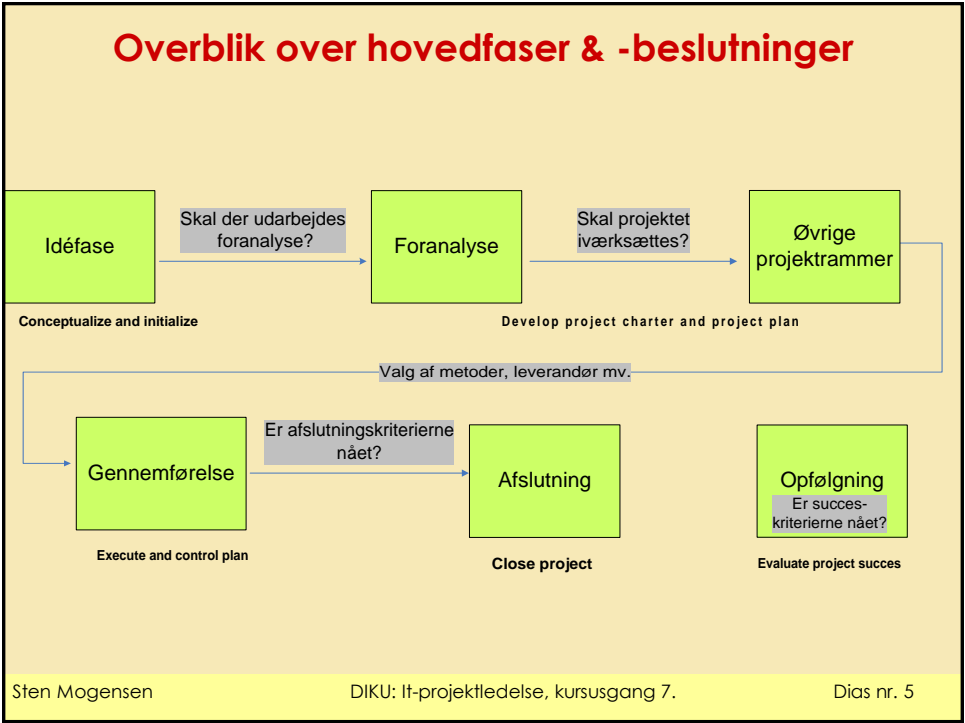 Overblik over hovedfaser & -beslutninger
Idéfase
Skal der udarbejdes
foranalyse?
Foranalyse
Skal projektet
iværksættes?
Øvrige
projektrammer
Conceptualize and initialize
Develop project charter and project plan
Valg af metoder, leverandør mv.
Gennemførelse
Er afslutningskriterierne
nået?
Afslutning
Opfølgning
Er succes-
kriterierne nået?
Execute and control plan
Close project
Evaluate project succes
Sten Mogensen
DIKU: It-projektledelse, kursusgang 7.
Dias nr. 5